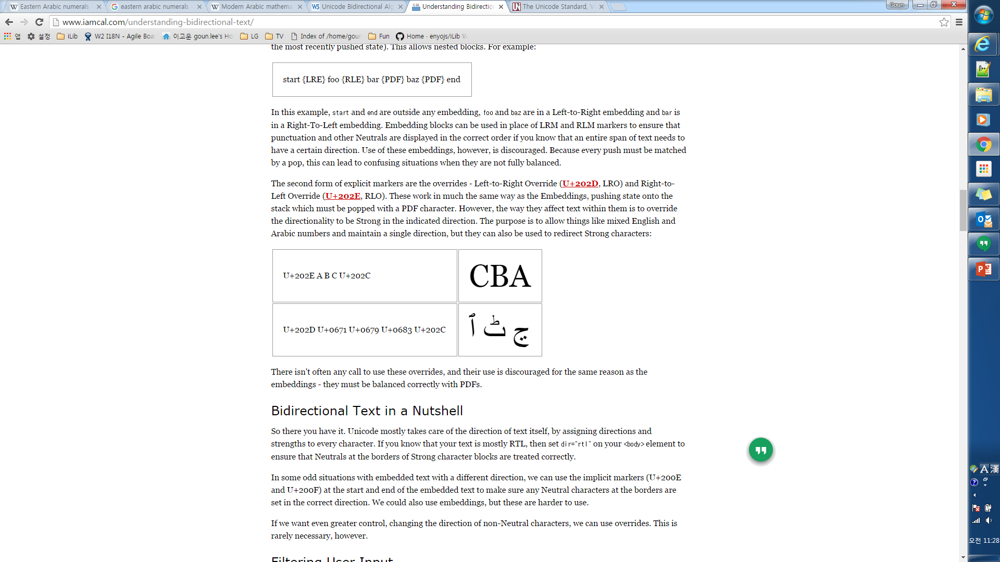 Eastern Arabic numerals
eastern arabic numerals -
Modern Arabic mathema
Unicode Bidirectional Alg
Understanding Bidirectio
The Unicode Standard, V
Goun
www.iamcal.com/understanding-bidirectional-text/
앱
설정
iLib
W2 I18N - Agile Boa
이고운 goun.lee's Ho
LG
TV
Index of /home/gour
Fun
Home · enyojs/iLib W
the most recently pushed state). This allows nested blocks. For example:
start {LRE} foo {RLE} bar {PDF} baz {PDF} end
In this example, start and end are outside any embedding, foo and baz are in a Left-to-Right embedding and bar is
in a Right-To-Left embedding. Embedding blocks can be used in place of LRM and RLM markers to ensure that
punctuation and other Neutrals are displayed in the correct order if you know that an entire span of text needs to
have a certain direction. Use of these embeddings, however, is discouraged. Because every push must be matched
by a pop, this can lead to confusing situations when they are not fully balanced.
The second form of explicit markers are the overrides - Left-to-Right Override (U+202D, LRO) and Right-to-
Left Override (U+202E, RLO). These work in much the same way as the Embeddings, pushing state onto the
stack which must be popped with a PDF character. However, the way they affect text within them is to override
the directionality to be Strong in the indicated direction. The purpose is to allow things like mixed English and
Arabic numbers and maintain a single direction, but they can also be used to redirect Strong characters:
U+202E A B C U+202C
CBA
U+202D U+0671 U+0679 U+0683 U+202C
ٱ ٹ ڃ
There isn't often any call to use these overrides, and their use is discouraged for the same reason as the
embeddings - they must be balanced correctly with PDFs.
Bidirectional Text in a Nutshell
So there you have it. Unicode mostly takes care of the direction of text itself, by assigning directions and
strengths to every character. If you know that your text is mostly RTL, then set dir="rtl" on your <body> element to
ensure that Neutrals at the borders of Strong character blocks are treated correctly.
In some odd situations with embedded text with a different direction, we can use the implicit markers (U+200E
and U+200F) at the start and end of the embedded text to make sure any Neutral characters at the borders are
set in the correct direction. We could also use embeddings, but these are harder to use.
If we want even greater control, changing the direction of non-Neutral characters, we can use overrides. This is
rarely necessary, however.
Filtering User Input
A 漢
오전 11:28